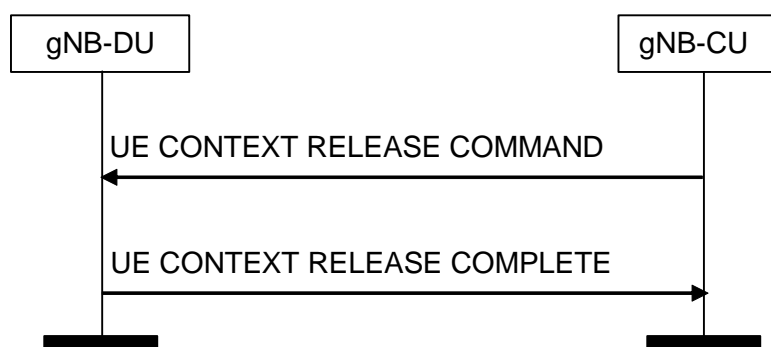 gNB-DU
gNB-CU
UE CONTEXT RELEASE COMMAND
UE CONTEXT RELEASE COMPLETE